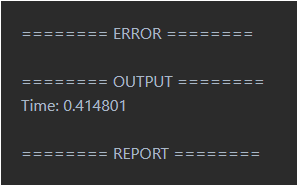 ======== ERROR ========
======== OUTPUT ========
Time: 0.414801
======== REPORT ========